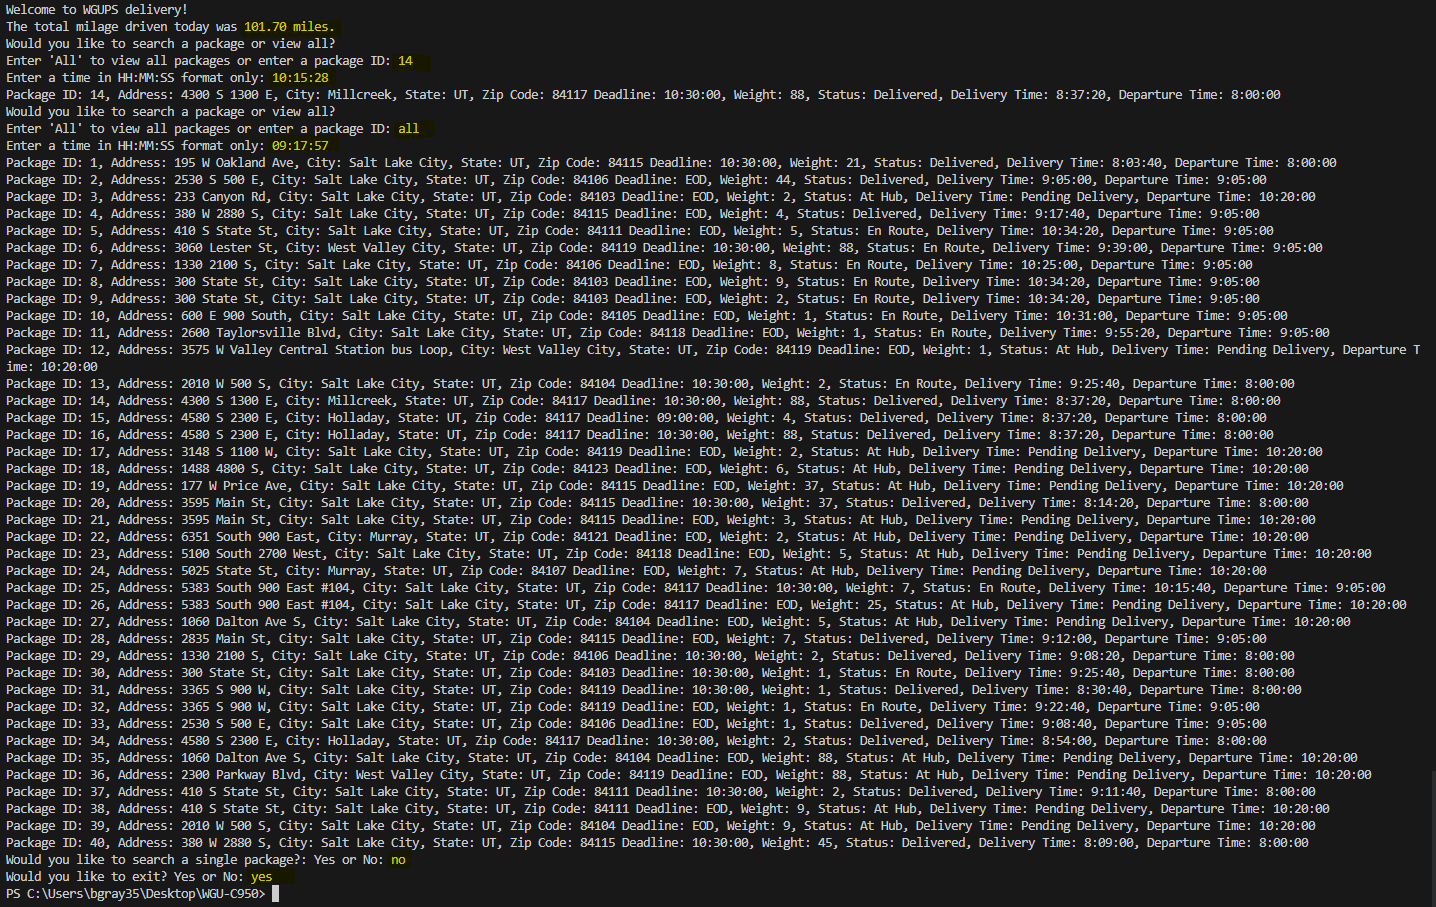 Welcome to WGUPS delivery!
The total milage driven today was 101.70 miles.
Would you like to search a package or view all?
Enter 'All' to view all packages or enter a package ID: 14
Enter a time in HH:MM:SS format only: 10:15:28
Package ID: 14, Address: 4300 S 1300 E, City: Millcreek, State: UT, Zip Code: 84117 Deadline: 10:30:00, Weight: 88, Status: Delivered, Delivery Time: 8:37:20, Departure Time: 8:00:00
Would you like to search a package or view all?
Enter 'All' to view all packages or enter a package ID: all
Enter a time in HH:MM:SS format only: 09:17:57
Package ID: 1, Address: 195 W Oakland Ave, City: Salt Lake City, State: UT, Zip Code: 84115 Deadline: 10:30:00, Weight: 21, Status: Delivered, Delivery Time: 8:03:40, Departure Time: 8:00:00
Package ID: 2, Address: 2530 S 500 E, City: Salt Lake City, State: UT, Zip Code: 84106 Deadline: EOD, Weight: 44, Status: Delivered, Delivery Time: 9:05:00, Departure Time: 9:05:00
Package ID: 3, Address: 233 Canyon Rd, City: Salt Lake City, State: UT, Zip Code: 84103 Deadline: EOD, Weight: 2, Status: At Hub, Delivery Time: Pending Delivery, Departure Time: 10:20:00
Package ID: 4, Address: 380 W 2880 S, City: Salt Lake City, State: UT, Zip Code: 84115 Deadline: EOD, Weight: 4, Status: Delivered, Delivery Time: 9:17:40, Departure Time: 9:05:00
Package ID: 5, Address: 410 S State St, City: Salt Lake City, State: UT, Zip Code: 84111 Deadline: EOD, Weight: 5, Status: En Route, Delivery Time: 10:34:20, Departure Time: 9:05:00
Package ID: 6, Address: 3060 Lester St, City: West Valley City, State: UT, Zip Code: 84119 Deadline: 10:30:00, Weight: 88, Status: En Route, Delivery Time: 9:39:00, Departure Time: 9:05:00
Package ID: 7, Address: 1330 2100 S, City: Salt Lake City, State: UT, Zip Code: 84106 Deadline: EOD, Weight: 8, Status: En Route, Delivery Time: 10:25:00, Departure Time: 9:05:00
Package ID: 8, Address: 300 State St, City: Salt Lake City, State: UT, Zip Code: 84103 Deadline: EOD, Weight: 9, Status: En Route, Delivery Time: 10:34:20, Departure Time: 9:05:00
Package ID: 9, Address: 300 State St, City: Salt Lake City, State: UT, Zip Code: 84103 Deadline: EOD, Weight: 2, Status: En Route, Delivery Time: 10:34:20, Departure Time: 9:05:00
Package ID: 10, Address: 600 E 900 South, City: Salt Lake City, State: UT, Zip Code: 84105 Deadline: EOD, Weight: 1, Status: En Route, Delivery Time: 10:31:00, Departure Time: 9:05:00
Package ID: 11, Address: 2600 Taylorsville Blvd, City: Salt Lake City, State: UT, Zip Code: 84118 Deadline: EOD, Weight: 1, Status: En Route, Delivery Time: 9:55:20, Departure Time: 9:05:00
Package ID: 12, Address: 3575 W Valley Central Station bus Loop, City: West Valley City, State: UT, Zip Code: 84119 Deadline: EOD, Weight: 1, Status: At Hub, Delivery Time: Pending Delivery, Departure T
ime: 10:20:00
Package ID: 13, Address: 2010 W 500 S, City: Salt Lake City, State: UT, Zip Code: 84104 Deadline: 10:30:00, Weight: 2, Status: En Route, Delivery Time: 9:25:40, Departure Time: 8:00:00
Package ID: 14, Address: 4300 S 1300 E, City: Millcreek, State: UT, Zip Code: 84117 Deadline: 10:30:00, Weight: 88, Status: Delivered, Delivery Time: 8:37:20, Departure Time: 8:00:00
Package ID: 15, Address: 4580 S 2300 E, City: Holladay, State: UT, Zip Code: 84117 Deadline: 09:00:00, Weight: 4, Status: Delivered, Delivery Time: 8:37:20, Departure Time: 8:00:00
Package ID: 16, Address: 4580 S 2300 E, City: Holladay, State: UT, Zip Code: 84117 Deadline: 10:30:00, Weight: 88, Status: Delivered, Delivery Time: 8:37:20, Departure Time: 8:00:00
Package ID: 17, Address: 3148 S 1100 W, City: Salt Lake City, State: UT, Zip Code: 84119 Deadline: EOD, Weight: 2, Status: At Hub, Delivery Time: Pending Delivery, Departure Time: 10:20:00
Package ID: 18, Address: 1488 4800 S, City: Salt Lake City, State: UT, Zip Code: 84123 Deadline: EOD, Weight: 6, Status: At Hub, Delivery Time: Pending Delivery, Departure Time: 10:20:00
Package ID: 19, Address: 177 W Price Ave, City: Salt Lake City, State: UT, Zip Code: 84115 Deadline: EOD, Weight: 37, Status: At Hub, Delivery Time: Pending Delivery, Departure Time: 10:20:00
Package ID: 20, Address: 3595 Main St, City: Salt Lake City, State: UT, Zip Code: 84115 Deadline: 10:30:00, Weight: 37, Status: Delivered, Delivery Time: 8:14:20, Departure Time: 8:00:00
Package ID: 21, Address: 3595 Main St, City: Salt Lake City, State: UT, Zip Code: 84115 Deadline: EOD, Weight: 3, Status: At Hub, Delivery Time: Pending Delivery, Departure Time: 10:20:00
Package ID: 22, Address: 6351 South 900 East, City: Murray, State: UT, Zip Code: 84121 Deadline: EOD, Weight: 2, Status: At Hub, Delivery Time: Pending Delivery, Departure Time: 10:20:00
Package ID: 23, Address: 5100 South 2700 West, City: Salt Lake City, State: UT, Zip Code: 84118 Deadline: EOD, Weight: 5, Status: At Hub, Delivery Time: Pending Delivery, Departure Time: 10:20:00
Package ID: 24, Address: 5025 State St, City: Murray, State: UT, Zip Code: 84107 Deadline: EOD, Weight: 7, Status: At Hub, Delivery Time: Pending Delivery, Departure Time: 10:20:00
Package ID: 25, Address: 5383 South 900 East #104, City: Salt Lake City, State: UT, Zip Code: 84117 Deadline: 10:30:00, Weight: 7, Status: En Route, Delivery Time: 10:15:40, Departure Time: 9:05:00
Package ID: 26, Address: 5383 South 900 East #104, City: Salt Lake City, State: UT, Zip Code: 84117 Deadline: EOD, Weight: 25, Status: At Hub, Delivery Time: Pending Delivery, Departure Time: 10:20:00
Package ID: 27, Address: 1060 Dalton Ave S, City: Salt Lake City, State: UT, Zip Code: 84104 Deadline: EOD, Weight: 5, Status: At Hub, Delivery Time: Pending Delivery, Departure Time: 10:20:00
Package ID: 28, Address: 2835 Main St, City: Salt Lake City, State: UT, Zip Code: 84115 Deadline: EOD, Weight: 7, Status: Delivered, Delivery Time: 9:12:00, Departure Time: 9:05:00
Package ID: 29, Address: 1330 2100 S, City: Salt Lake City, State: UT, Zip Code: 84106 Deadline: 10:30:00, Weight: 2, Status: Delivered, Delivery Time: 9:08:20, Departure Time: 8:00:00
Package ID: 30, Address: 300 State St, City: Salt Lake City, State: UT, Zip Code: 84103 Deadline: 10:30:00, Weight: 1, Status: En Route, Delivery Time: 9:25:40, Departure Time: 8:00:00
Package ID: 31, Address: 3365 S 900 W, City: Salt Lake City, State: UT, Zip Code: 84119 Deadline: 10:30:00, Weight: 1, Status: Delivered, Delivery Time: 8:30:40, Departure Time: 8:00:00
Package ID: 32, Address: 3365 S 900 W, City: Salt Lake City, State: UT, Zip Code: 84119 Deadline: EOD, Weight: 1, Status: En Route, Delivery Time: 9:22:40, Departure Time: 9:05:00
Package ID: 33, Address: 2530 S 500 E, City: Salt Lake City, State: UT, Zip Code: 84106 Deadline: EOD, Weight: 1, Status: Delivered, Delivery Time: 9:08:40, Departure Time: 9:05:00
Package ID: 34, Address: 4580 S 2300 E, City: Holladay, State: UT, Zip Code: 84117 Deadline: 10:30:00, Weight: 2, Status: Delivered, Delivery Time: 8:54:00, Departure Time: 8:00:00
Package ID: 35, Address: 1060 Dalton Ave S, City: Salt Lake City, State: UT, Zip Code: 84104 Deadline: EOD, Weight: 88, Status: At Hub, Delivery Time: Pending Delivery, Departure Time: 10:20:00
Package ID: 36, Address: 2300 Parkway Blvd, City: West Valley City, State: UT, Zip Code: 84119 Deadline: EOD, Weight: 88, Status: At Hub, Delivery Time: Pending Delivery, Departure Time: 10:20:00
Package ID: 37, Address: 410 S State St, City: Salt Lake City, State: UT, Zip Code: 84111 Deadline: 10:30:00, Weight: 2, Status: Delivered, Delivery Time: 9:11:40, Departure Time: 8:00:00
Package ID: 38, Address: 410 S State St, City: Salt Lake City, State: UT, Zip Code: 84111 Deadline: EOD, Weight: 9, Status: At Hub, Delivery Time: Pending Delivery, Departure Time: 10:20:00
Package ID: 39, Address: 2010 W 500 S, City: Salt Lake City, State: UT, Zip Code: 84104 Deadline: EOD, Weight: 9, Status: At Hub, Delivery Time: Pending Delivery, Departure Time: 10:20:00
Package ID: 40, Address: 380 W 2880 S, City: Salt Lake City, State: UT, Zip Code: 84115 Deadline: 10:30:00, Weight: 45, Status: Delivered, Delivery Time: 8:09:00, Departure Time: 8:00:00
Would you like to search a single package?: Yes or No: no
Would you like to exit? Yes or No: yes
PS C:\Users\bgray35\Desktop\WGU-C950>